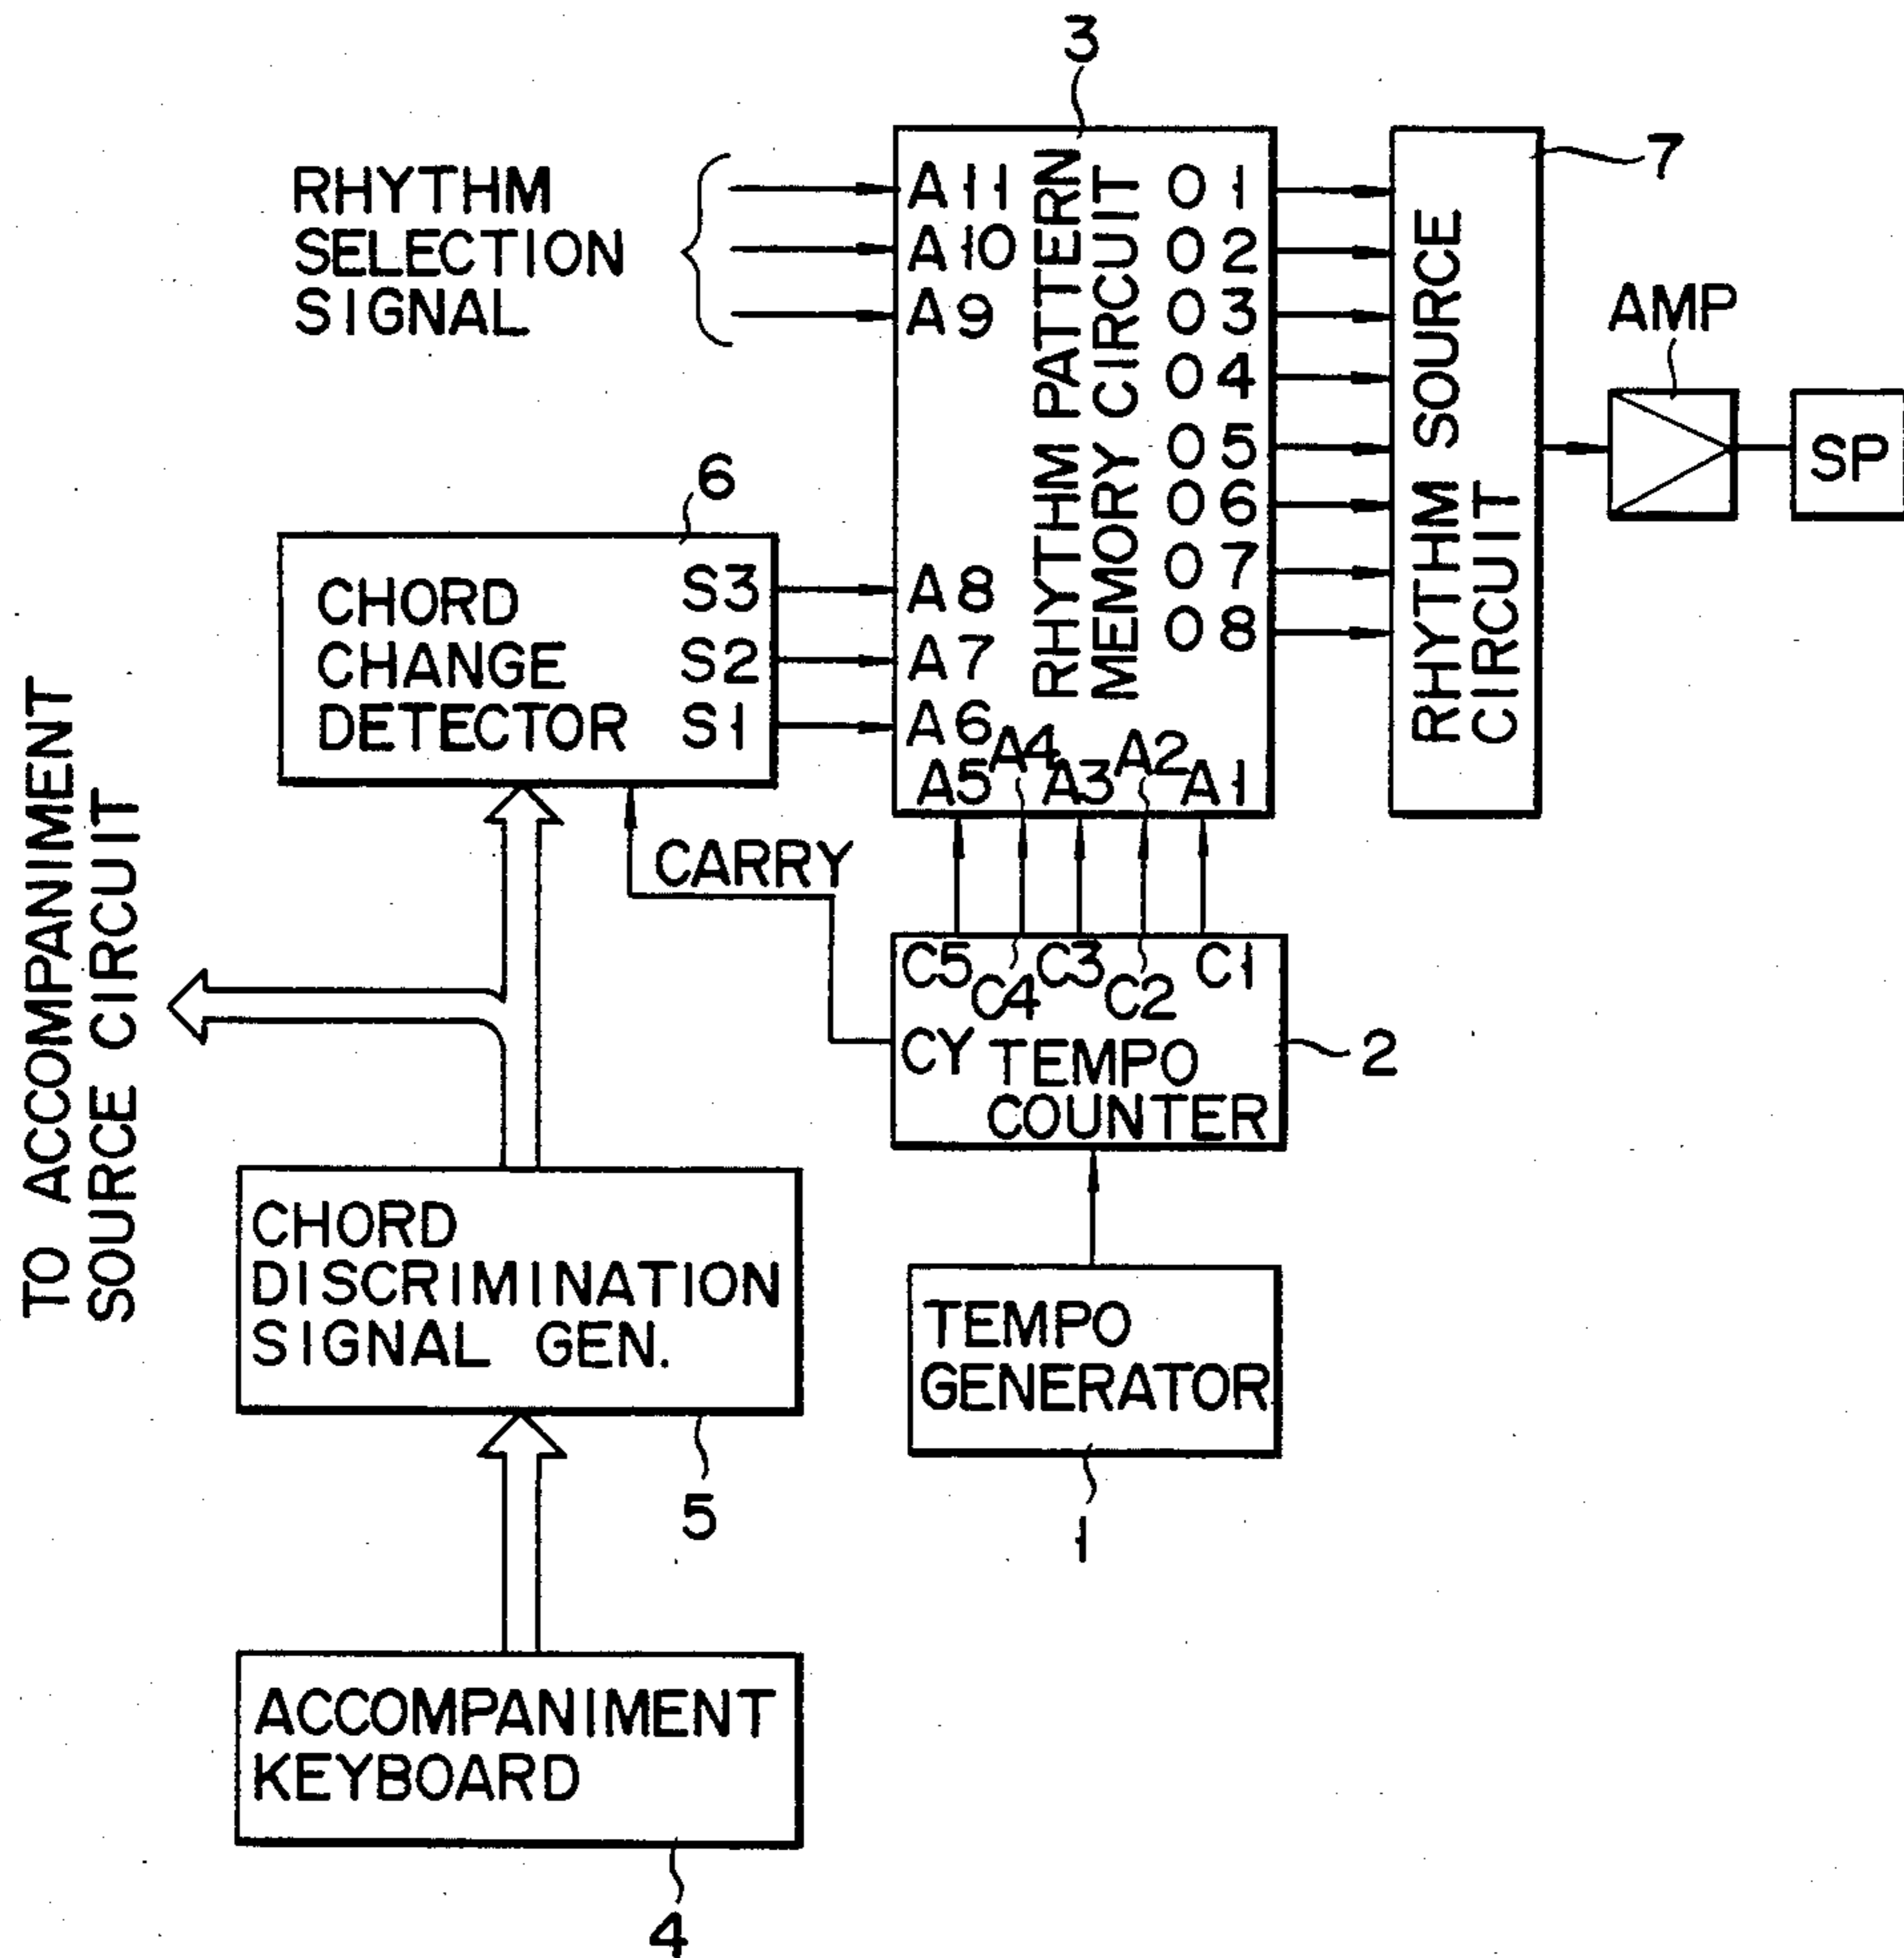 3
RHYTHM
SELECTION
SIGNAL
A11
A10
A9
A8
A7
A6
A5
A4
A3
A2
A1
RHYTHM PATTERN
MEMORY CIRCUIT
O1
O2
O3
O4
O5
O6
O7
O8
7
RHYTHM SOURCE
CIRCUIT
AMP
SP
6
CHORD
CHANGE
DETECTOR
S3
S2
S1
CARRY
TO ACCOMPANIMENT
SOURCE CIRCUIT
C5
C4
C3
C2
C1
CY
TEMPO
COUNTER
2
CHORD
DISCRIMINATION
SIGNAL GEN.
5
TEMPO
GENERATOR
1
ACCOMPANIMENT
KEYBOARD
4